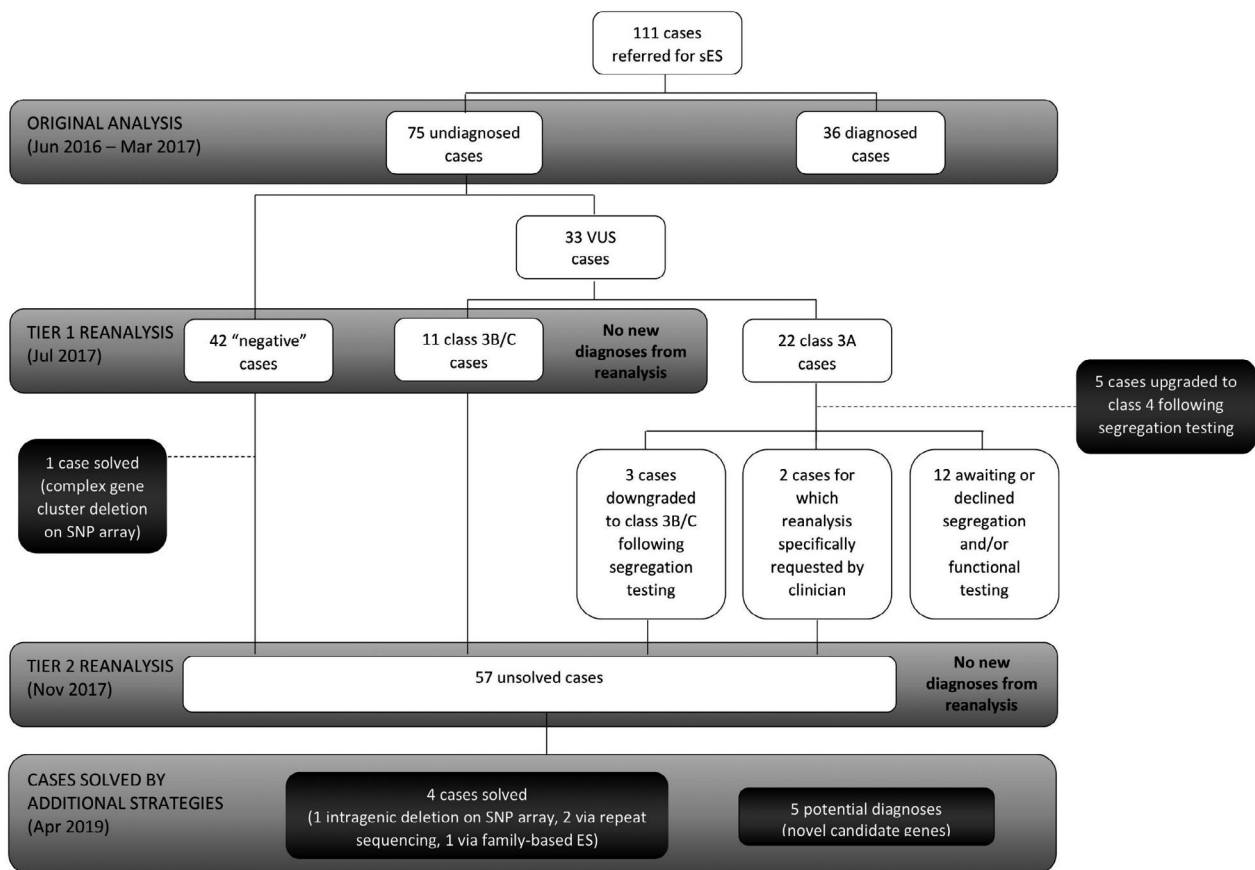 111 cases
referred for sES
ORIGINAL ANALYSIS
(Jun 2016 – Mar 2017)
75 undiagnosed
cases
36 diagnosed
cases
33 VUS
cases
TIER 1 REANALYSIS
(Jul 2017)
42 “negative”
cases
11 class 3B/C
cases
No new
diagnoses from
reanalysis
22 class 3A
cases
5 cases upgraded to
class 4 following
segregation testing
1 case solved
(complex gene
cluster deletion
on SNP array)
3 cases
downgraded
to class 3B/C
following
segregation
testing
2 cases for
which
reanalysis
specifically
requested by
clinician
12 awaiting or
declined
segregation
and/or
functional
testing
TIER 2 REANALYSIS
(Nov 2017)
57 unsolved cases
No new
diagnoses from
reanalysis
CASES SOLVED BY
ADDITIONAL STRATEGIES
(Apr 2019)
4 cases solved
(1 intragenic deletion on SNP array, 2 via repeat
sequencing, 1 via family-based ES)
5 potential diagnoses
(novel candidate genes)